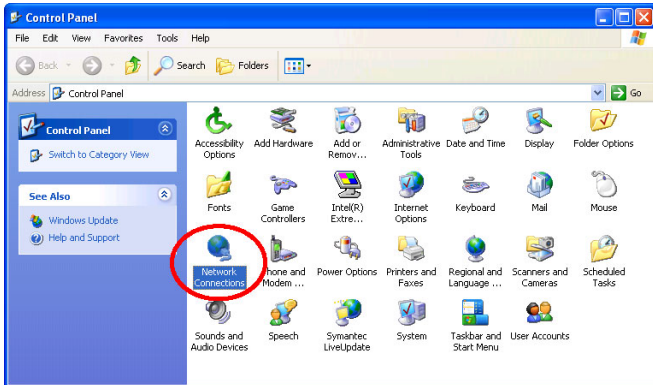 Control Panel
File Edit View Favorites Tools Help
Back Search Folders
Address Control Panel Go
Control Panel
Switch to Category View
See Also
Windows Update
Help and Support
Accessibility Options
Add Hardware
Add or Remov...
Administrative Tools
Date and Time
Display
Folder Options
Fonts
Game Controllers
Intel(R) Extre...
Internet Options
Keyboard
Mail
Mouse
Network Connections
hone and Modem ...
Power Options
Printers and Faxes
Regional and Language ...
Scanners and Cameras
Scheduled Tasks
Sounds and Audio Devices
Speech
Symantec LiveUpdate
System
Taskbar and Start Menu
User Accounts